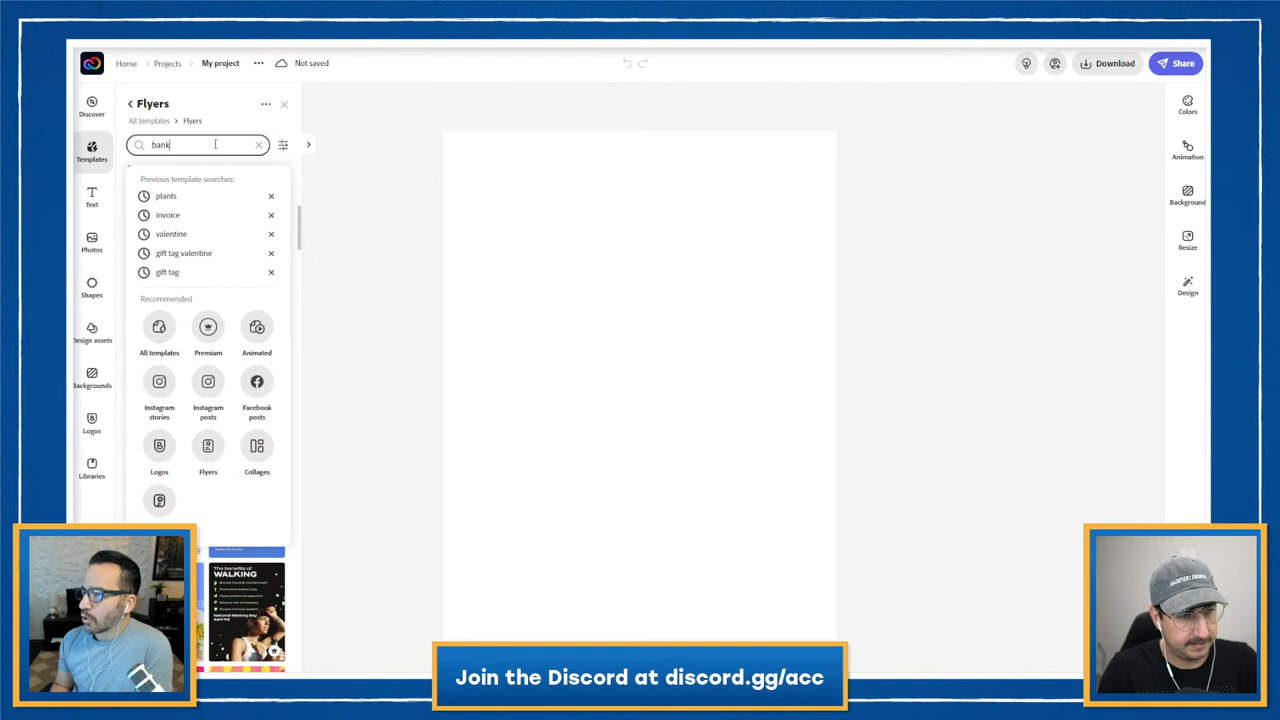 Home
Projects
My project
Not saved
Download
Share
Discover
Templates
Text
Photos
Shapes
Design assets
Backgrounds
Logos
Libraries
Flyers
All templates
Flyers
bank
Previous template searches:
plants
invoice
valentine
gift tag valentine
gift tag
Recommended
All templates
Premium
Animated
Instagram stories
Instagram posts
Facebook posts
Logos
Flyers
Collages
The benefits of
WALKING
National Walking Day
Colors
Animation
Background
Resize
Design
Join the Discord at discord.gg/acc